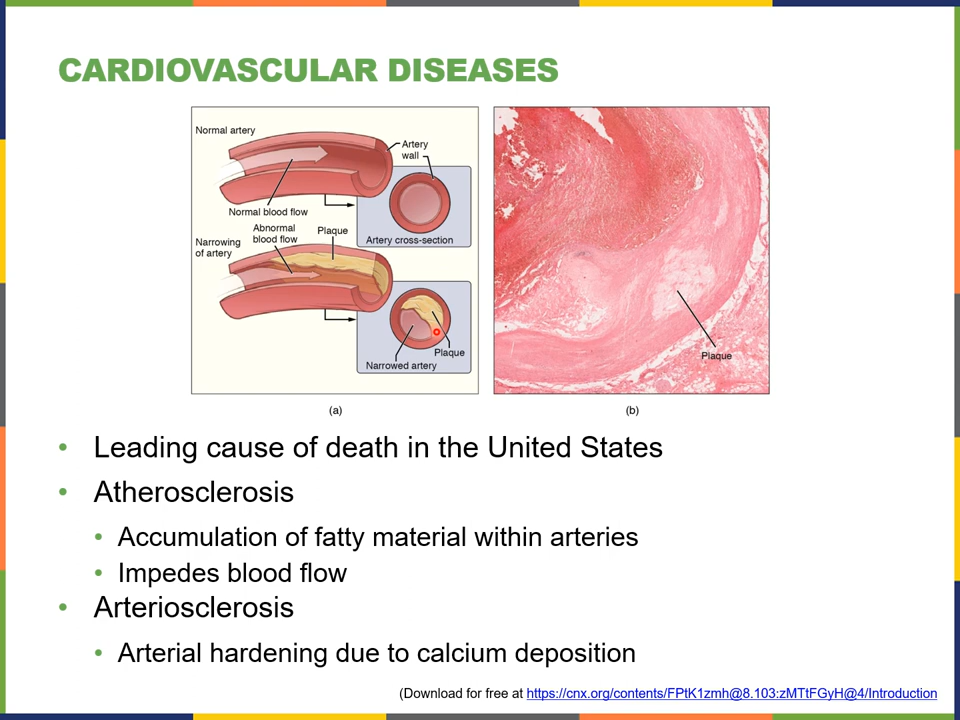 CARDIOVASCULAR DISEASES
Normal artery
Artery
wall
Normal blood flow
Artery cross-section
Abnormal
blood flow
Plaque
Narrowing
of artery
Plaque
Narrowed artery
Plaque
(a)
(b)
• Leading cause of death in the United States
• Atherosclerosis
• Accumulation of fatty material within arteries
• Impedes blood flow
• Arteriosclerosis
• Arterial hardening due to calcium deposition
(Download for free at https://cnx.org/contents/FPtK1zmh@8.103:zMTtFGyH@4/Introduction